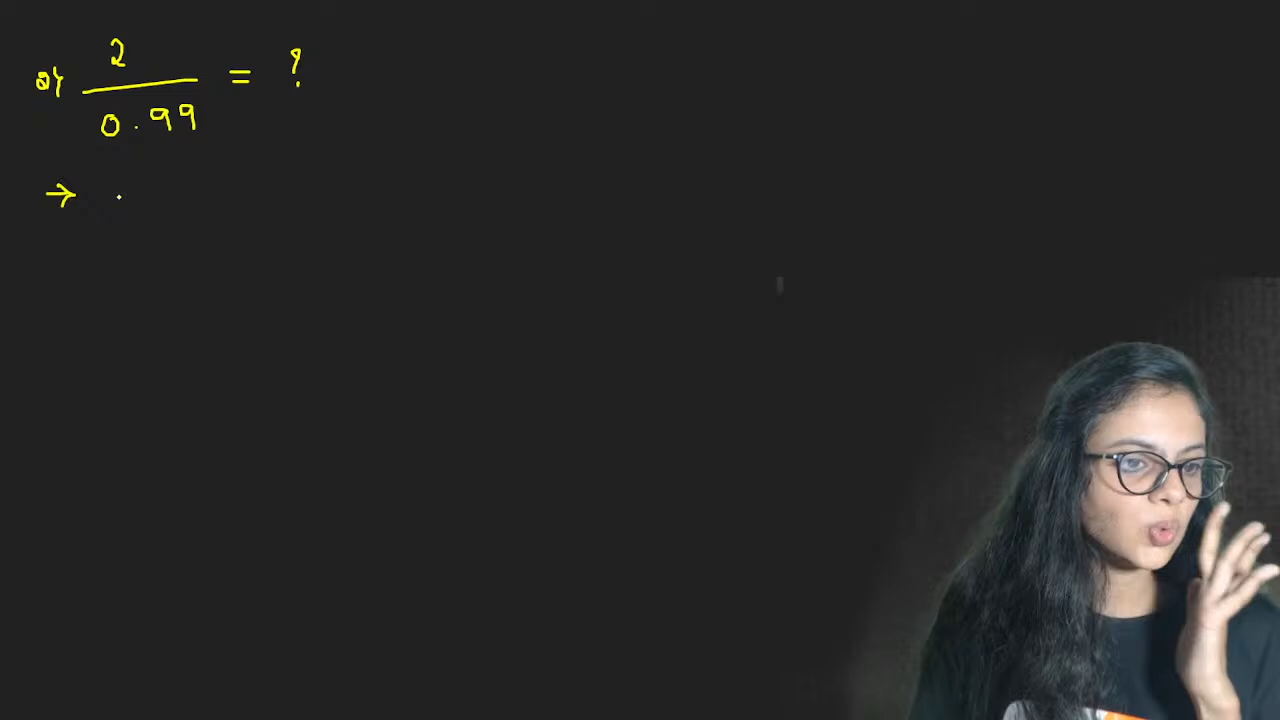 2
0.99 = ?
→ .